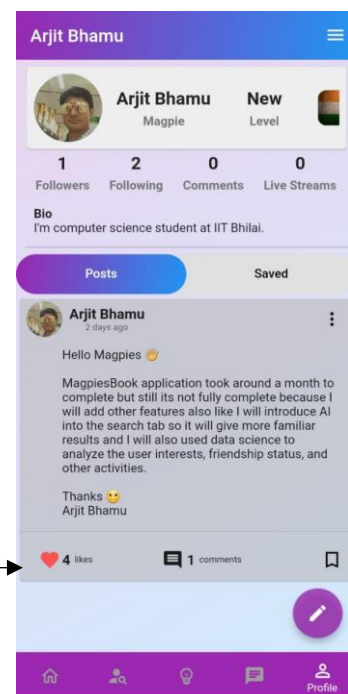 Arjit Bhamu
Arjit Bhamu New
Magpie Level
1 2 0 0
Followers Following Comments Live Streams
Bio
I'm computer science student at IIT Bhilai.
Posts Saved
Arjit Bhamu
2 days ago
Hello Magpies 👋
MagpiesBook application took around a month to
complete but still its not fully complete because I
will add other features also like I will introduce AI
into the search tab so it will give more familiar
results and I will also used data science to
analyze the user interests, friendship status, and
other activities.
Thanks 😊
Arjit Bhamu
4 likes 1 comments
Profile